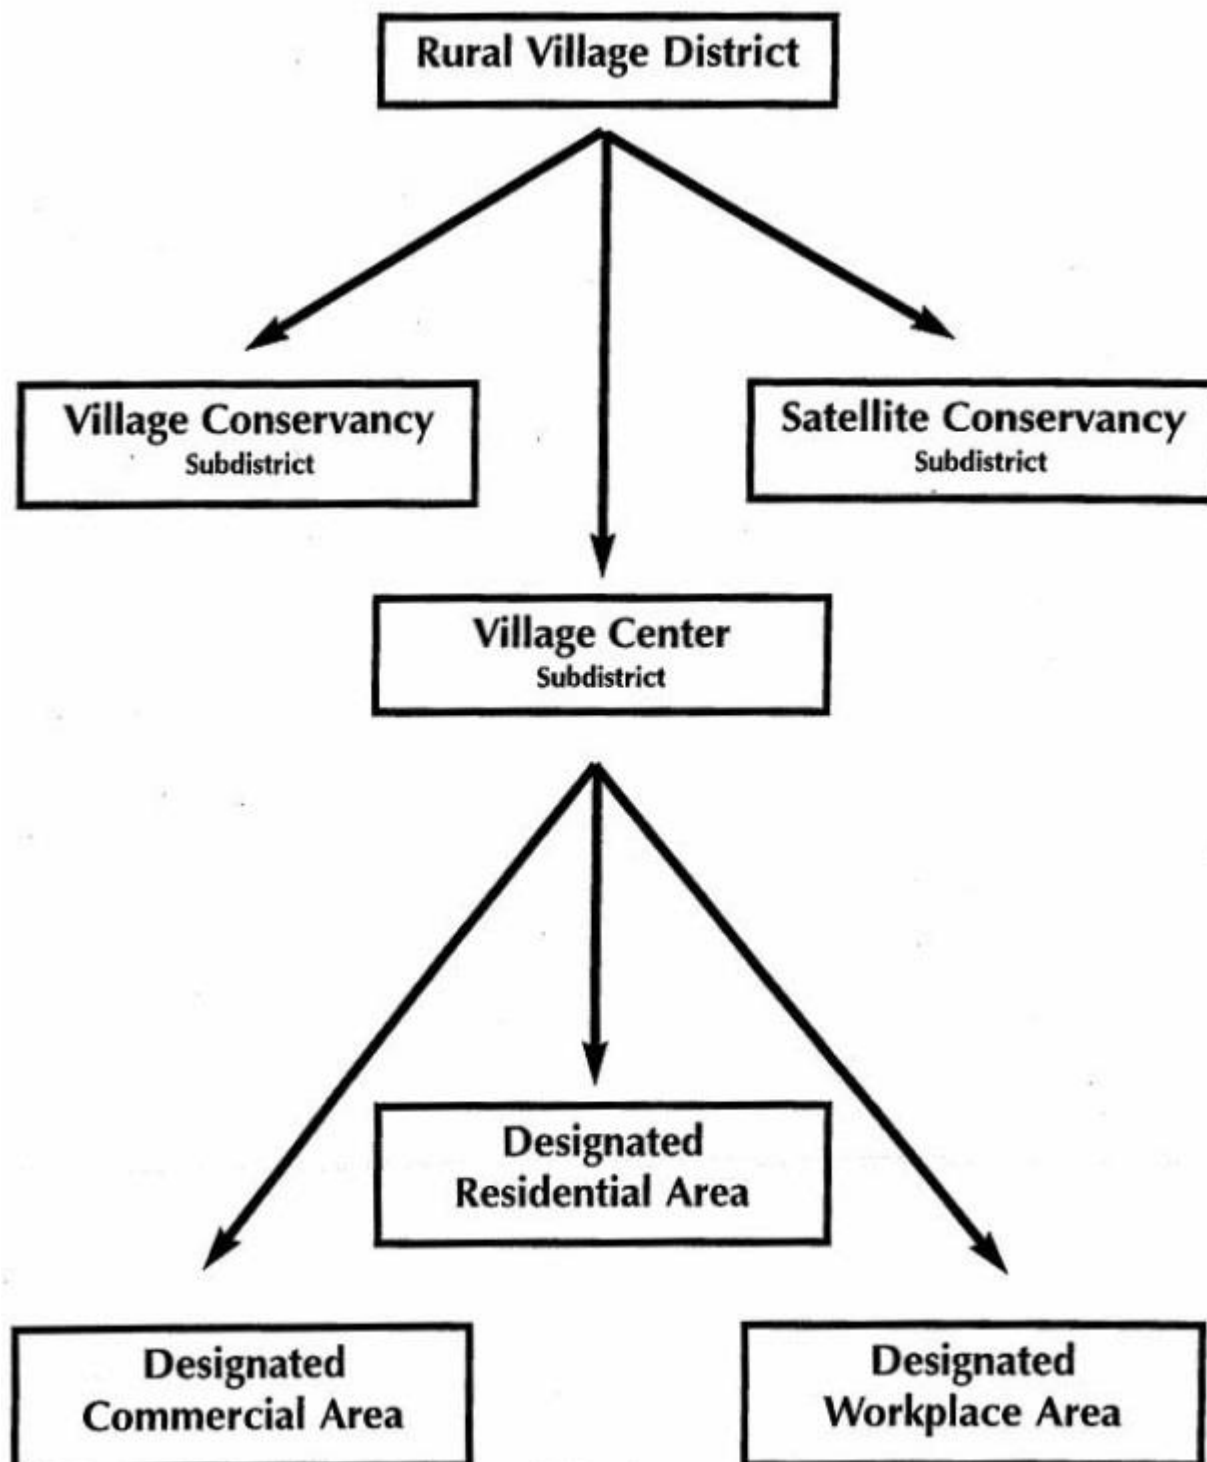 Rural Village District
Village Conservancy
Subdistrict
Satellite Conservancy
Subdistrict
Village Center
Subdistrict
Designated
Residential Area
Designated
Commercial Area
Designated
Workplace Area